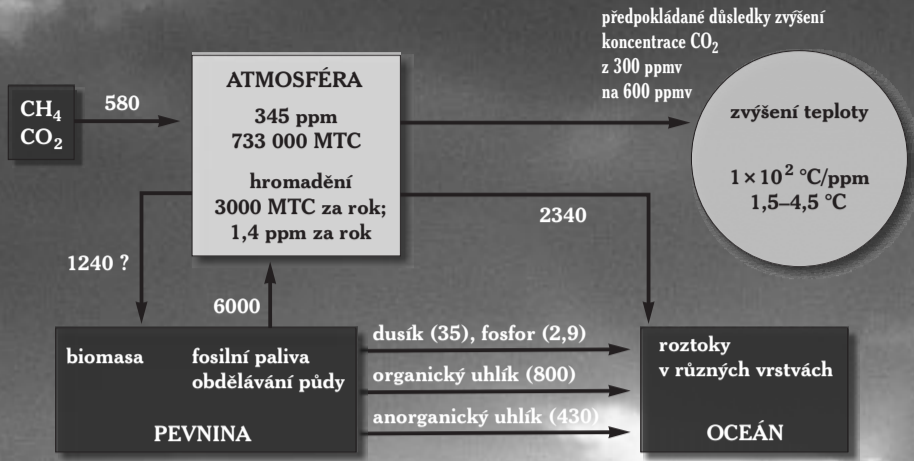 předpokládané důsledky zvýšení
koncentrace CO₂
z 300 ppmv
na 600 ppmv
CH₄
CO₂
580
ATMOSFÉRA
345 ppm
733 000 MTC
hromadění
3000 MTC za rok;
1,4 ppm za rok
zvýšení teploty
1 × 10² °C/ppm
1,5–4,5 °C
1240 ?
6000
2340
biomasa
fosilní paliva
obdělávání půdy
PEVNINA
dusík (35), fosfor (2,9)
organický uhlík (800)
anorganický uhlík (430)
roztoky
v různých vrstvách
OCEÁN